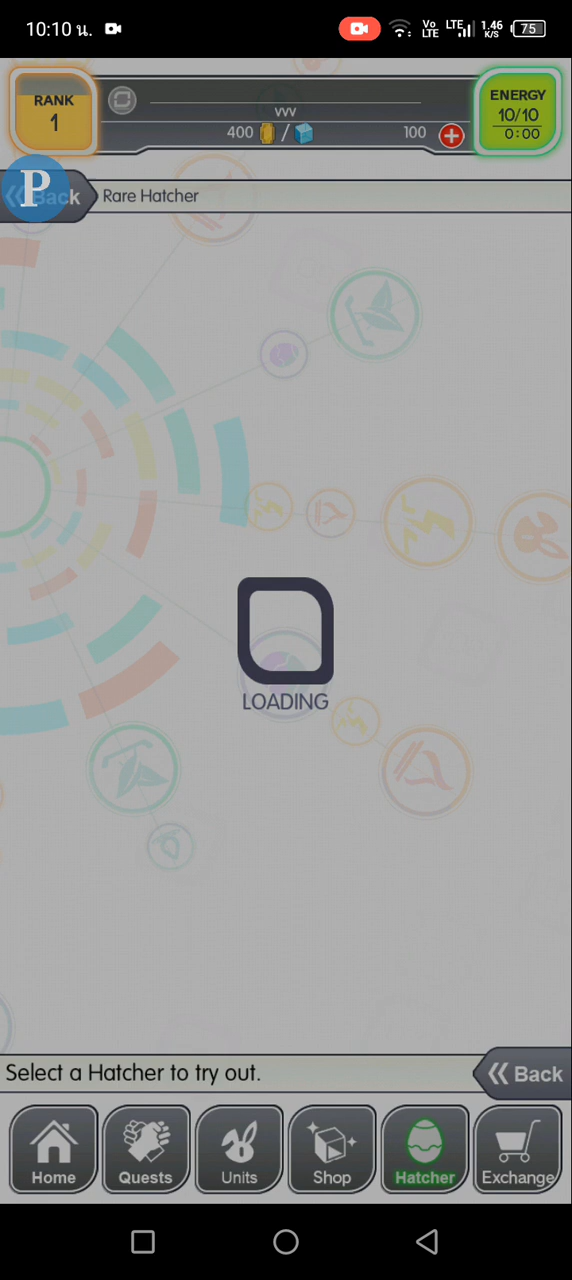 10:10 น.
Vo LTE LTE 1.46 K/S 75
RANK
1
ENERGY
10/10
0:00
vvv
400 / 100
P
Back Rare Hatcher
LOADING
Select a Hatcher to try out.
Back
Home Quests Units Shop Hatcher Exchange